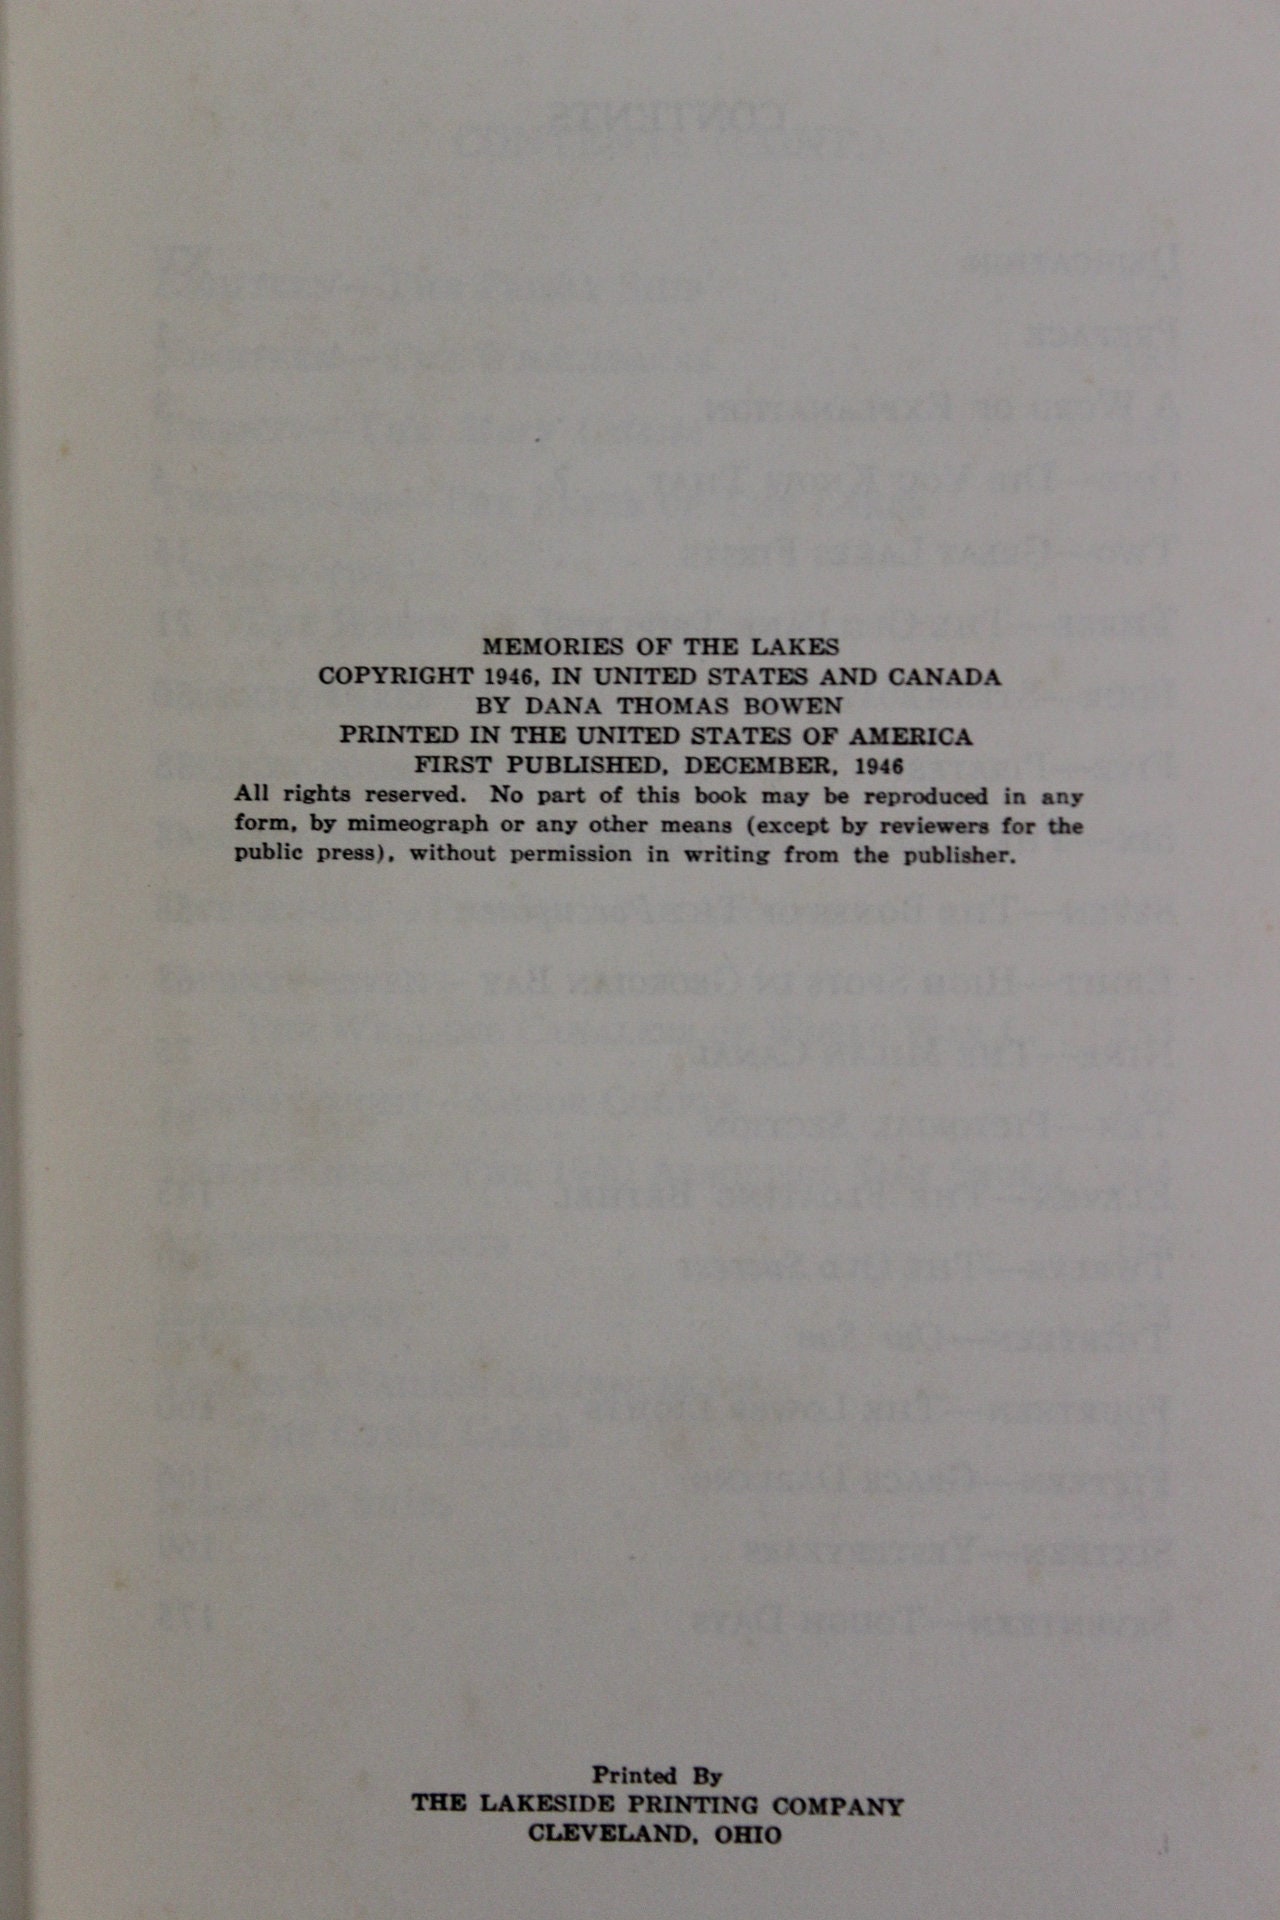 MEMORIES OF THE LAKES
COPYRIGHT 1946, IN UNITED STATES AND CANADA
BY DANA THOMAS BOWEN
PRINTED IN THE UNITED STATES OF AMERICA
FIRST PUBLISHED, DECEMBER, 1946
All rights reserved. No part of this book may be reproduced in any
form, by mimeograph or any other means (except by reviewers for the
public press), without permission in writing from the publisher.
Printed By
THE LAKESIDE PRINTING COMPANY
CLEVELAND, OHIO